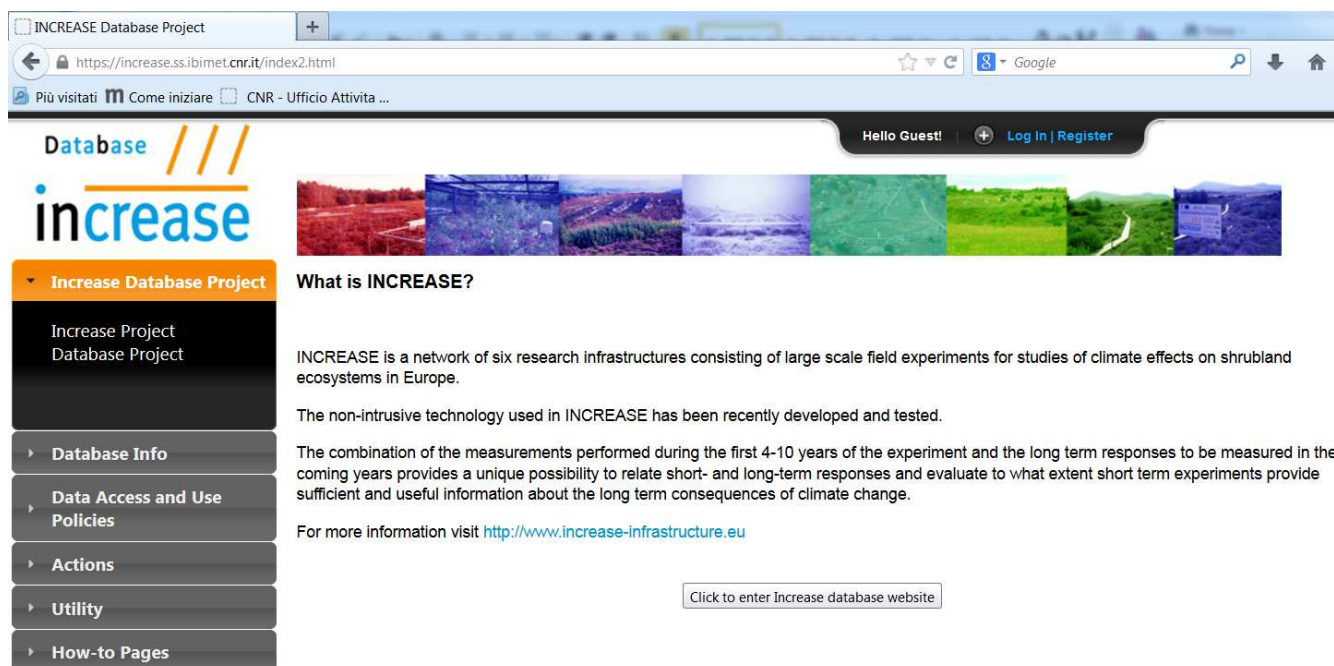 INCREASE Database Project
+
https://increase.ss.ibimet.cnr.it/index2.html
8 Google
Più visitati m Come iniziare CNR - Ufficio Attivita ...
Hello Guest! | Log In | Register
Database
increase
Increase Database Project
Increase Project
Database Project
Database Info
Data Access and Use
Policies
Actions
Utility
How-to Pages
What is INCREASE?
INCREASE is a network of six research infrastructures consisting of large scale field experiments for studies of climate effects on shrubland
ecosystems in Europe.
The non-intrusive technology used in INCREASE has been recently developed and tested.
The combination of the measurements performed during the first 4-10 years of the experiment and the long term responses to be measured in the
coming years provides a unique possibility to relate short- and long-term responses and evaluate to what extent short term experiments provide
sufficient and useful information about the long term consequences of climate change.
For more information visit http://www.increase-infrastructure.eu
Click to enter Increase database website